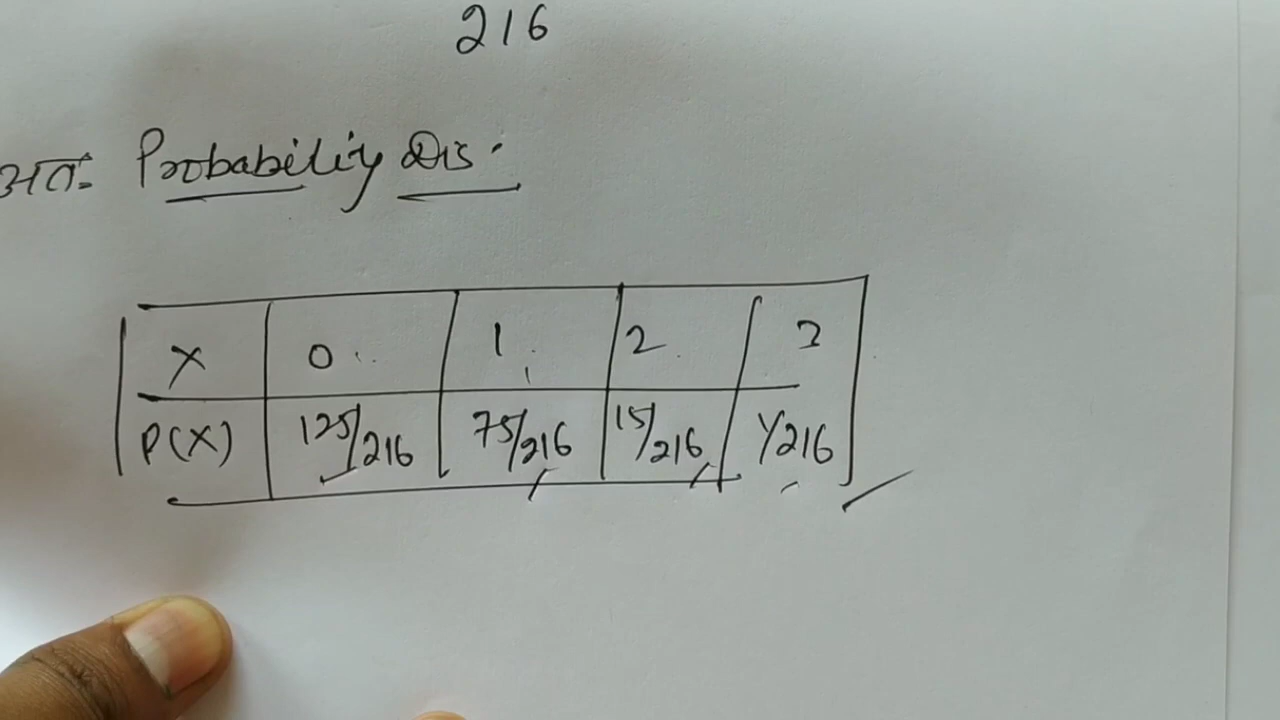 216
अतः Probability Dis.
X 0 1 2 3
P(X) 125/216 75/216 15/216 1/216